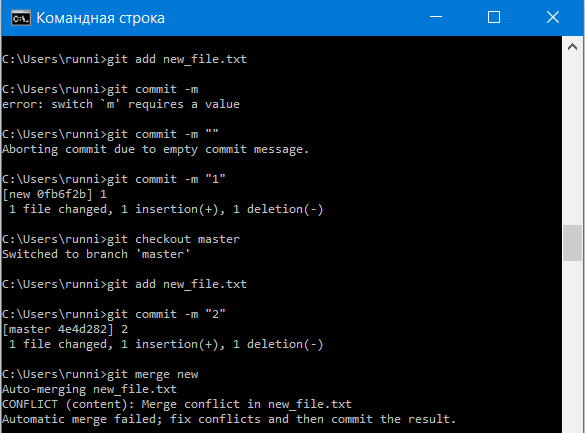 Командная строка
C:\Users\runni>git add new_file.txt
C:\Users\runni>git commit -m
error: switch `m' requires a value
C:\Users\runni>git commit -m ""
Aborting commit due to empty commit message.
C:\Users\runni>git commit -m "1"
[new 0fb6f2b] 1
 1 file changed, 1 insertion(+), 1 deletion(-)
C:\Users\runni>git checkout master
Switched to branch 'master'
C:\Users\runni>git add new_file.txt
C:\Users\runni>git commit -m "2"
[master 4e4d282] 2
 1 file changed, 1 insertion(+), 1 deletion(-)
C:\Users\runni>git merge new
Auto-merging new_file.txt
CONFLICT (content): Merge conflict in new_file.txt
Automatic merge failed; fix conflicts and then commit the result.